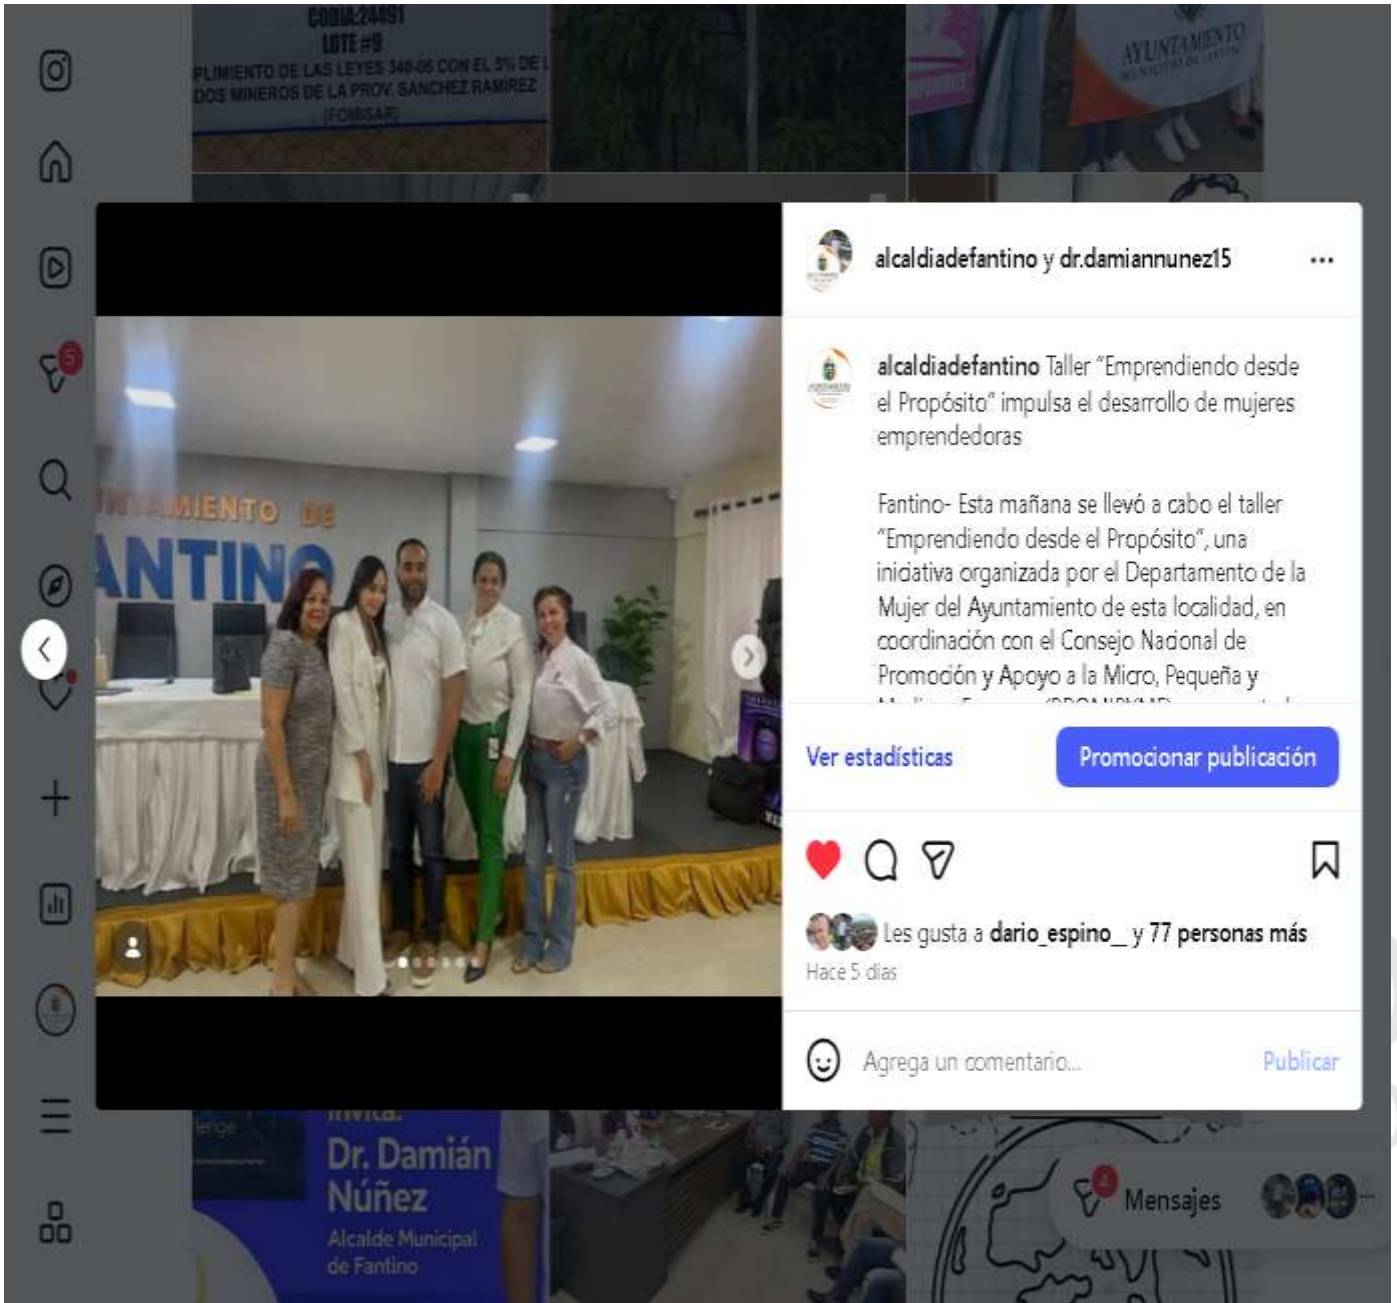 CODIA:24491
LOTE #9
PLIMIENTO DE LAS LEYES 340-06 CON EL 5% DE L
DOS MINEROS DE LA PROV. SANCHEZ RAMIREZ
(FOMISAR)
AYUNTAMIENTO
5
UNTAMIENTO DE
ANTINO
alcaldiadefantino y dr.damiannunez15
alcaldiadefantino Taller “Emprendiendo desde
el Propósito” impulsa el desarrollo de mujeres
emprendedoras
Fantino- Esta mañana se llevó a cabo el taller
“Emprendiendo desde el Propósito”, una
iniciativa organizada por el Departamento de la
Mujer del Ayuntamiento de esta localidad, en
coordinación con el Consejo Nacional de
Promoción y Apoyo a la Micro, Pequeña y
Ver estadísticas
Promocionar publicación
Les gusta a dario_espino__ y 77 personas más
Hace 5 días
Agrega un comentario...
Publicar
lenge
invita:
Dr. Damián
Núñez
Alcalde Municipal
de Fantino
Mensajes